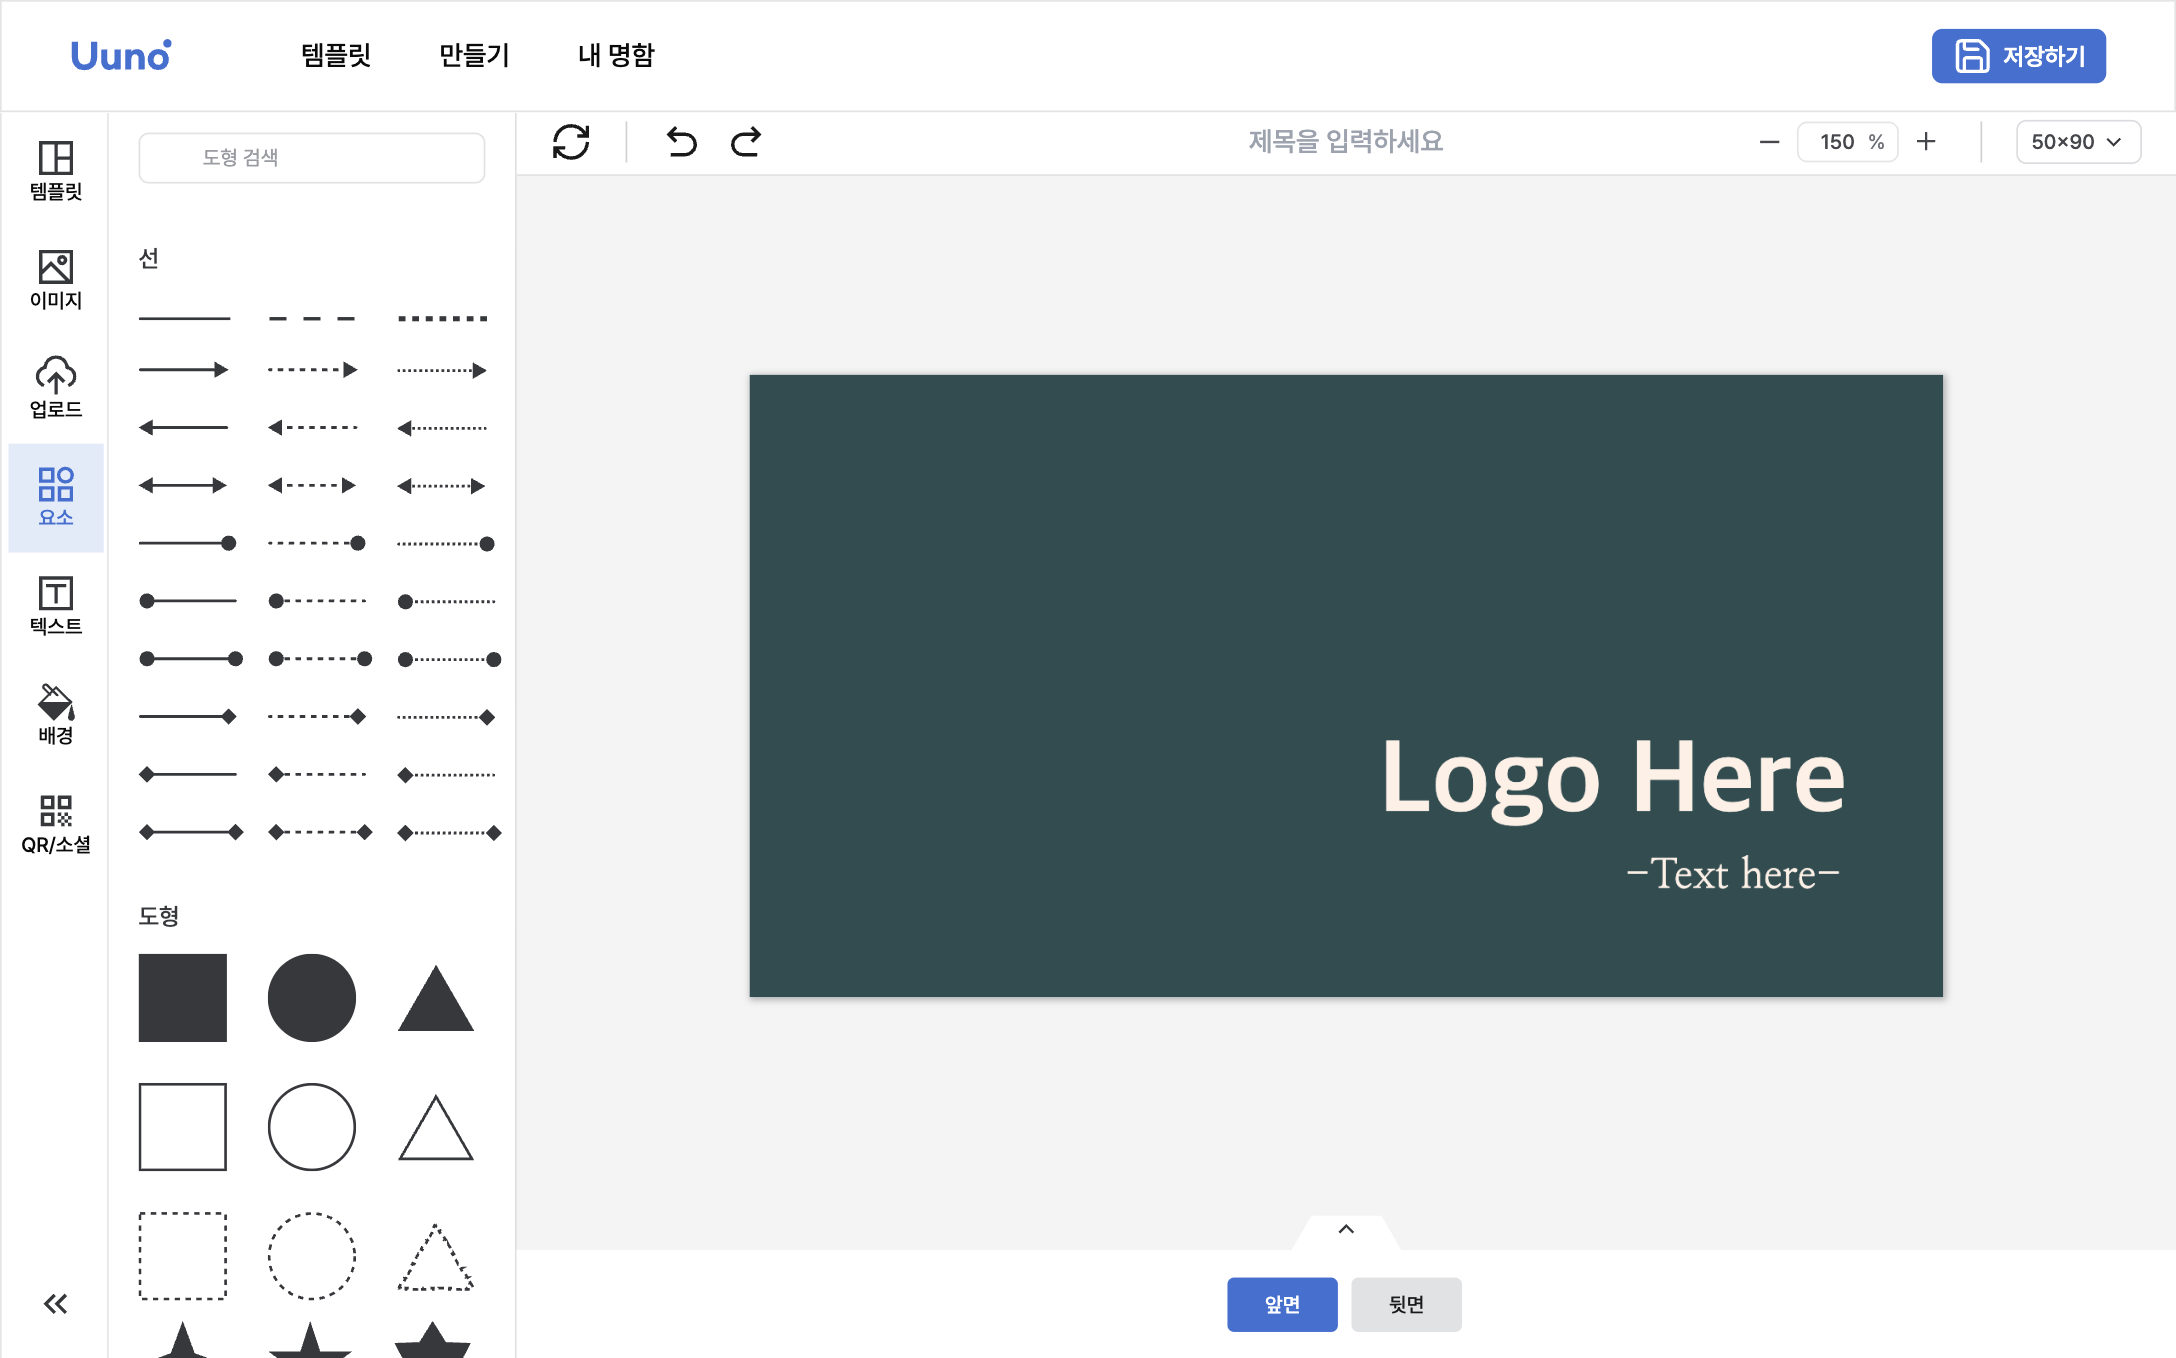 Uuno
템플릿
만들기
내 명함
저장하기
도형 검색
제목을 입력하세요
150 %
50×90
템플릿
이미지
업로드
요소
텍스트
배경
QR/소셜
선
도형
Logo Here
-Text here-
앞면
뒷면